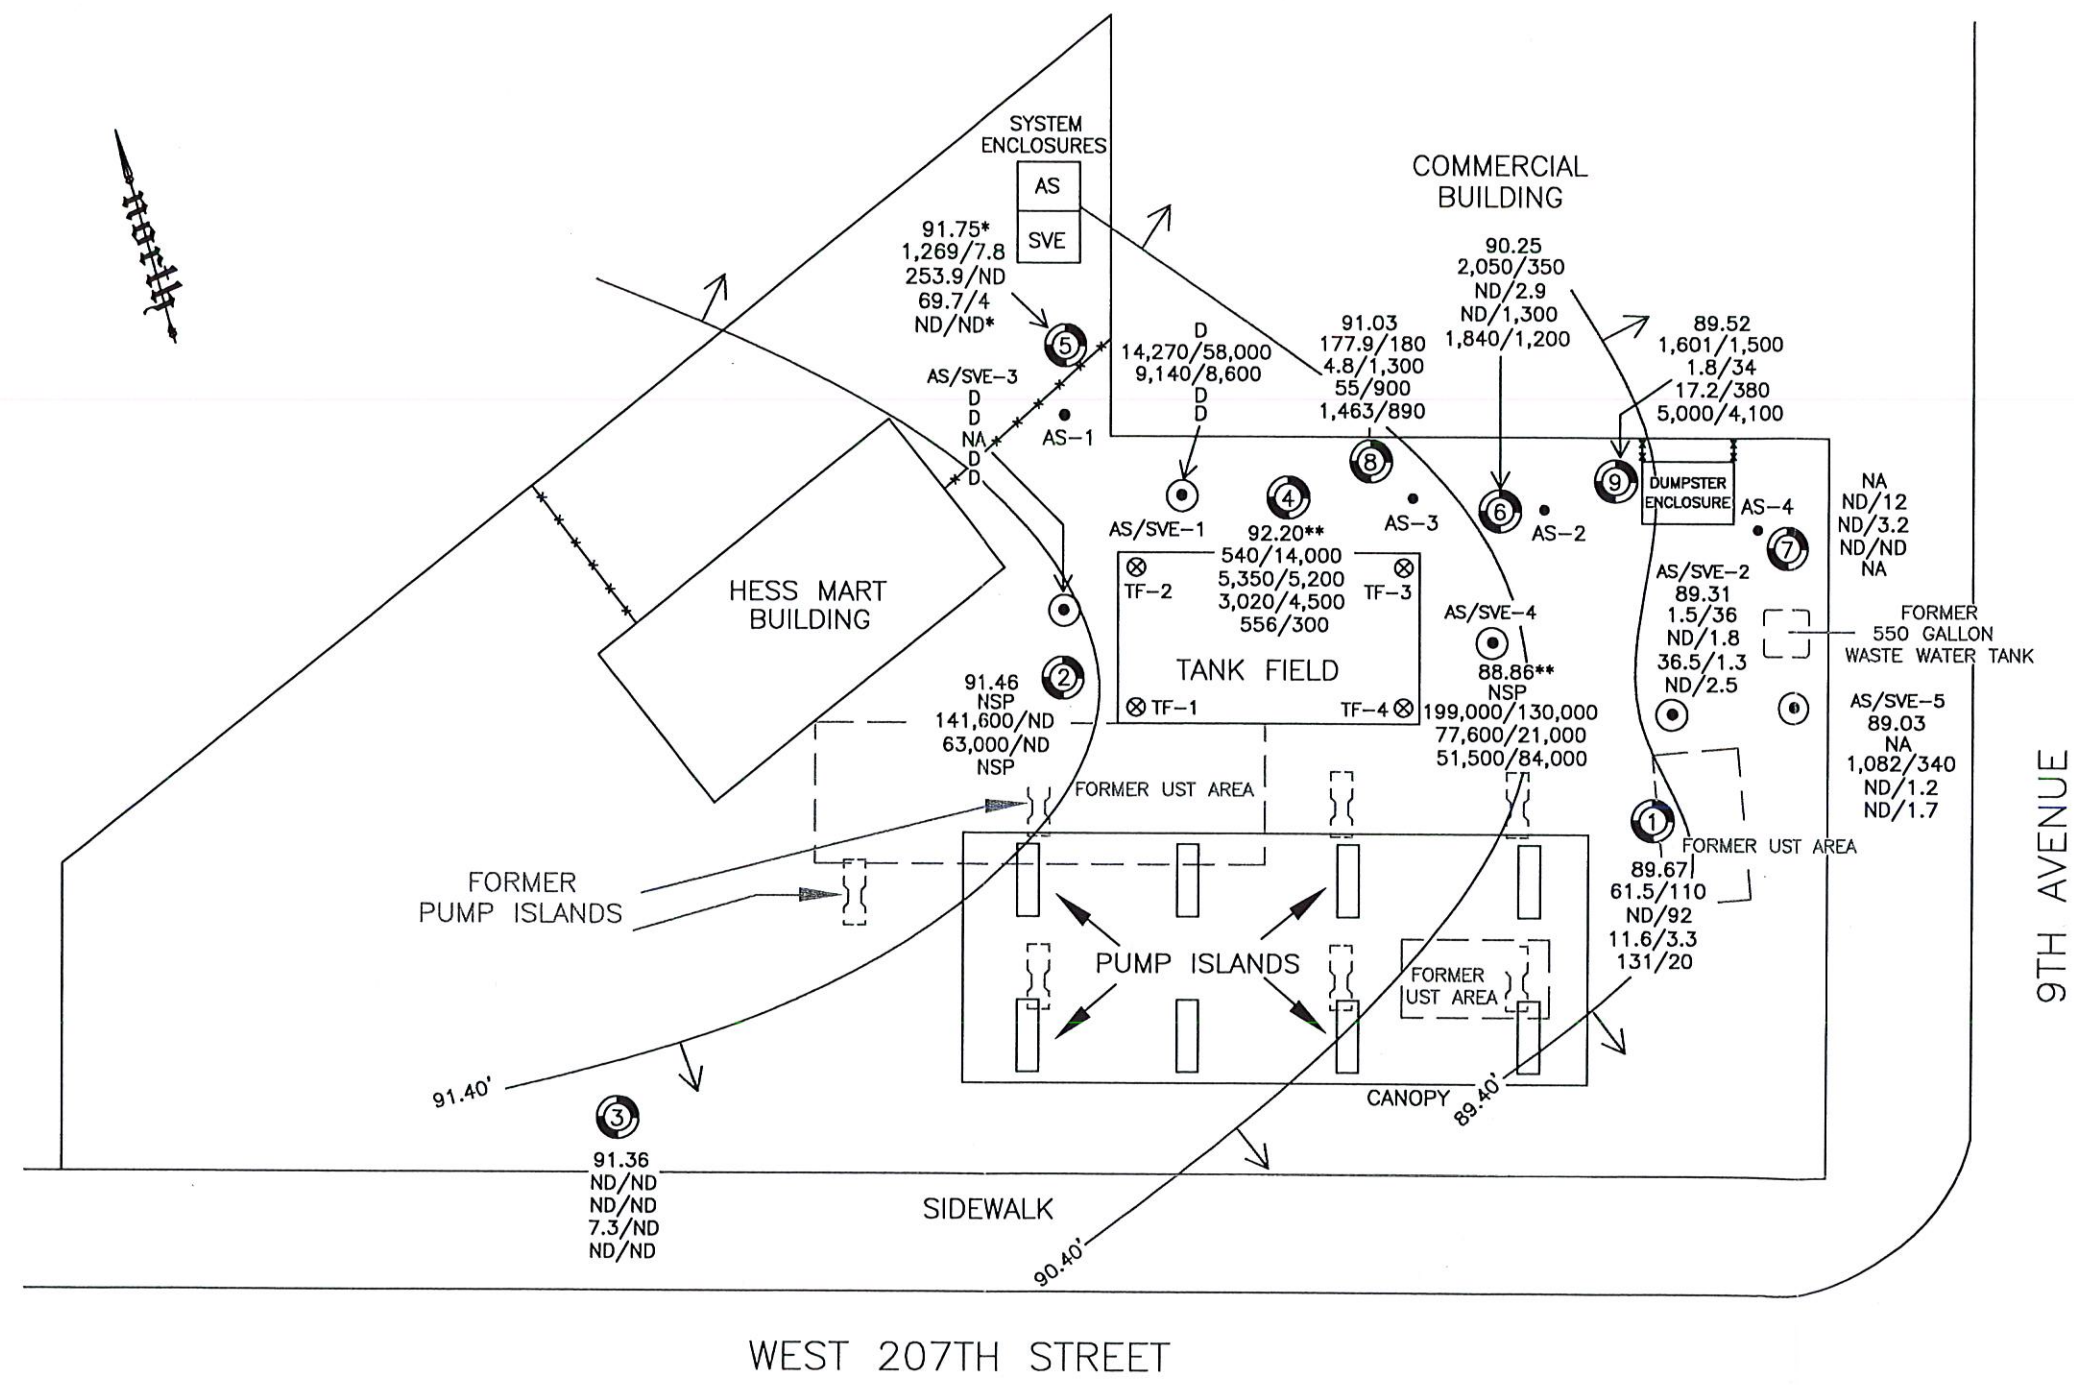 north
SYSTEM
ENCLOSURES
AS
SVE
COMMERCIAL
BUILDING
91.75*
1,269/7.8
253.9/ND
69.7/4
ND/ND*
5
90.25
2,050/350
ND/2.9
ND/1,300
1,840/1,200
D
14,270/58,000
9,140/8,600
D
D
91.03
177.9/180
4.8/1,300
55/900
1,463/890
89.52
1,601/1,500
1.8/34
17.2/380
5,000/4,100
AS/SVE-3
D
D
NA
D
D
AS-1
8
4
6
9
AS/SVE-1
AS-3
AS-2
DUMPSTER
ENCLOSURE
AS-4
7
NA
ND/12
ND/3.2
ND/ND
NA
92.20**
540/14,000
5,350/5,200
3,020/4,500
556/300
TF-2
TF-3
TANK FIELD
TF-1
TF-4
HESS MART
BUILDING
AS/SVE-4
88.86**
NSP
199,000/130,000
77,600/21,000
51,500/84,000
AS/SVE-2
89.31
1.5/36
ND/1.8
36.5/1.3
ND/2.5
FORMER
550 GALLON
WASTE WATER TANK
2
91.46
NSP
141,600/ND
63,000/ND
NSP
AS/SVE-5
89.03
NA
1,082/340
ND/1.2
ND/1.7
FORMER UST AREA
1
FORMER UST AREA
89.67
61.5/110
ND/92
11.6/3.3
131/20
FORMER
PUMP ISLANDS
PUMP ISLANDS
FORMER
UST AREA
CANOPY
91.40'
89.40'
90.40'
3
91.36
ND/ND
ND/ND
7.3/ND
ND/ND
SIDEWALK
9TH AVENUE
WEST 207TH STREET